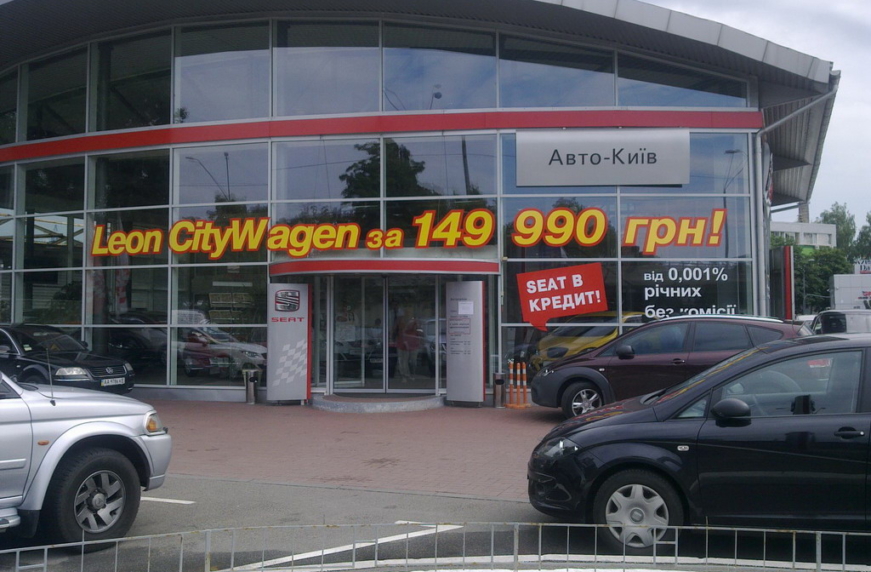 Авто-Київ
Leon CityWagen за 149 990 грн!
SEAT В
КРЕДИТ!
від 0,001%
річних
без комісії
SEAT